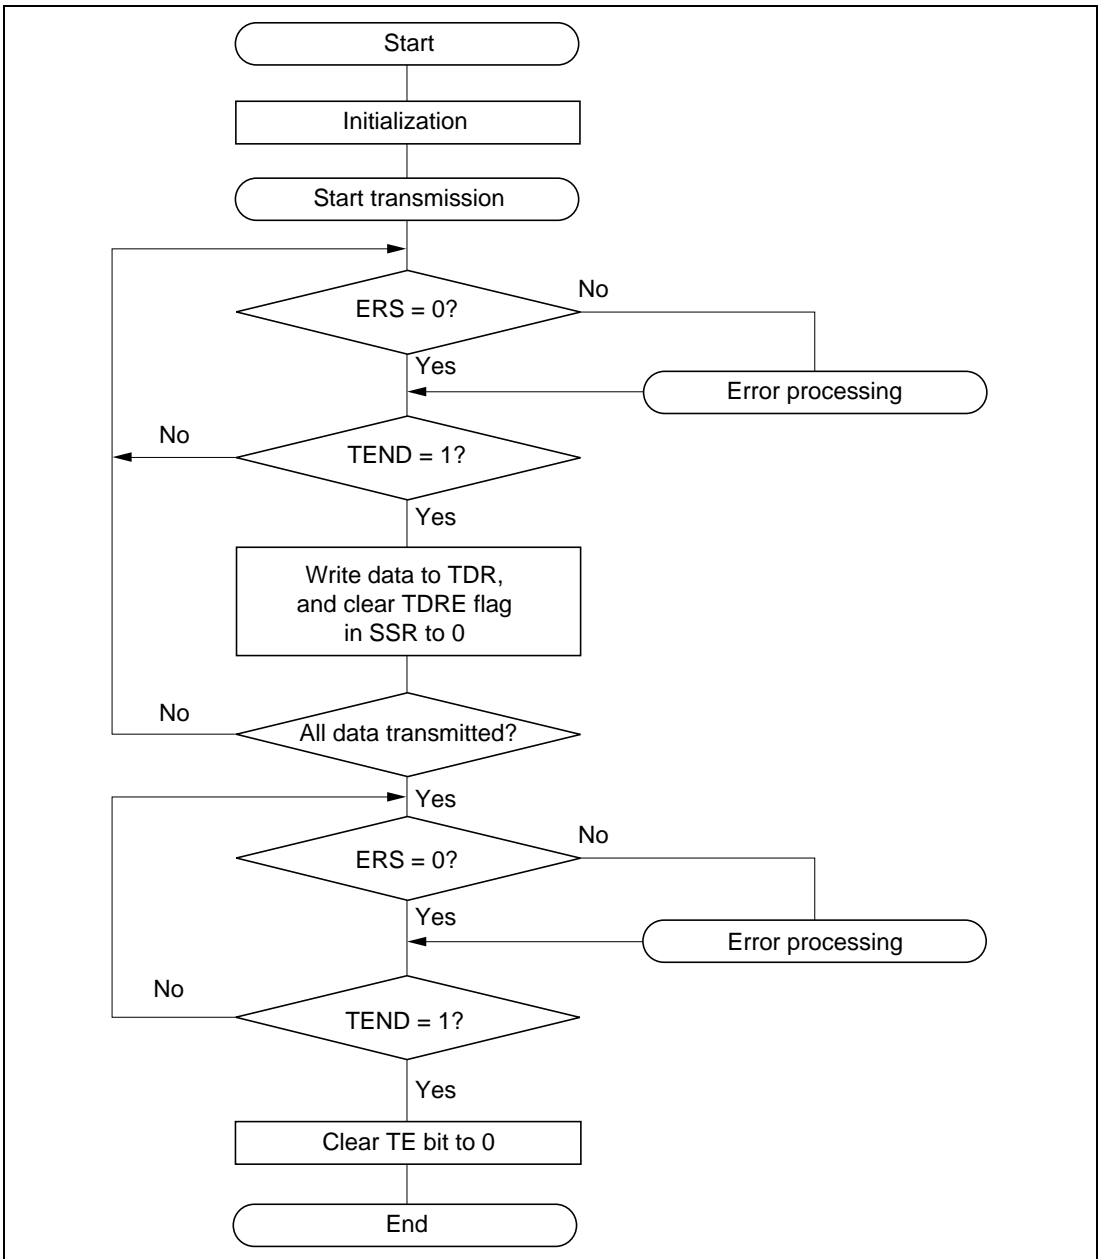 Start
Initialization
Start transmission
ERS = 0?
No
Yes
Error processing
No
TEND = 1?
Yes
Write data to TDR,
and clear TDRE flag
in SSR to 0
No
All data transmitted?
Yes
ERS = 0?
No
Yes
Error processing
No
TEND = 1?
Yes
Clear TE bit to 0
End